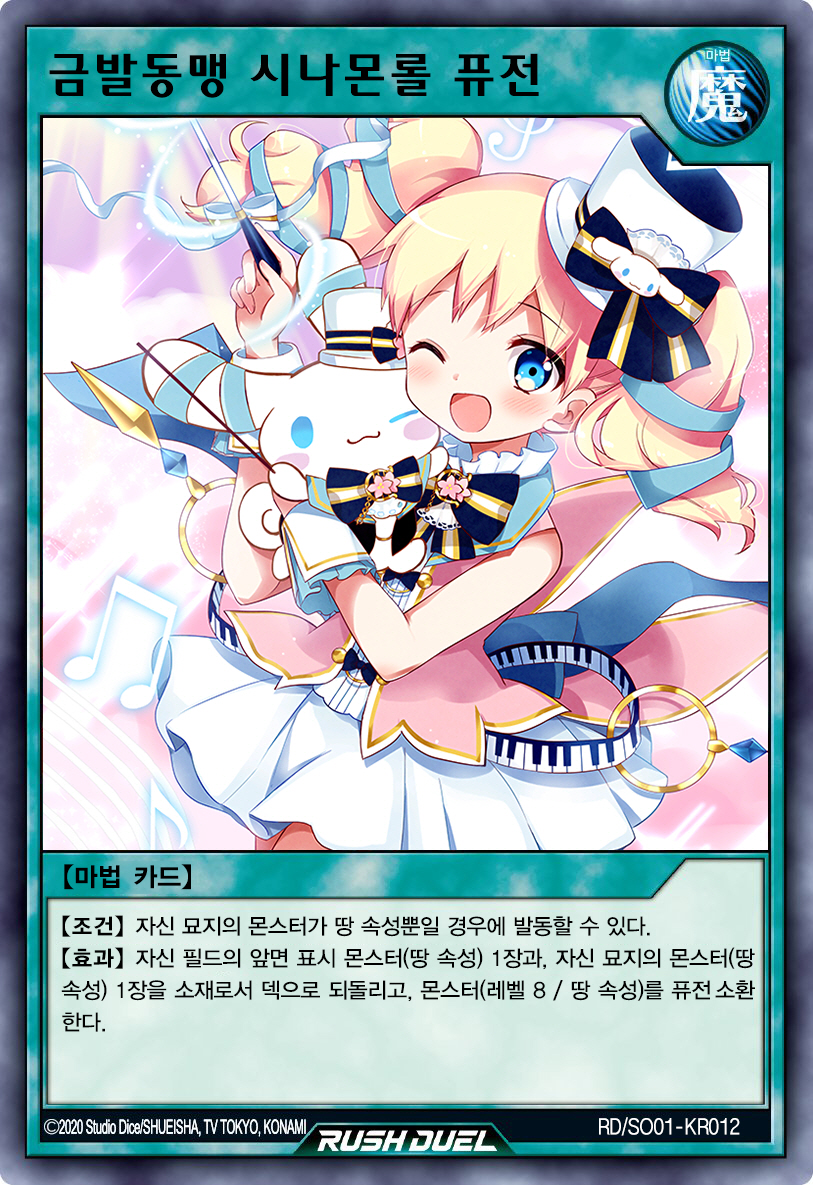 금발동맹 시나몬롤 퓨전
마법
魔
【마법 카드】
【조건】 자신 묘지의 몬스터가 땅 속성뿐일 경우에 발동할 수 있다.
【효과】 자신 필드의 앞면 표시 몬스터(땅 속성) 1장과, 자신 묘지의 몬스터(땅
속성) 1장을 소재로서 덱으로 되돌리고, 몬스터(레벨 8 / 땅 속성)를 퓨전 소환
한다.
©2020 Studio Dice/SHUEISHA, TV TOKYO, KONAMI
RUSH DUEL
RD/SO01-KR012